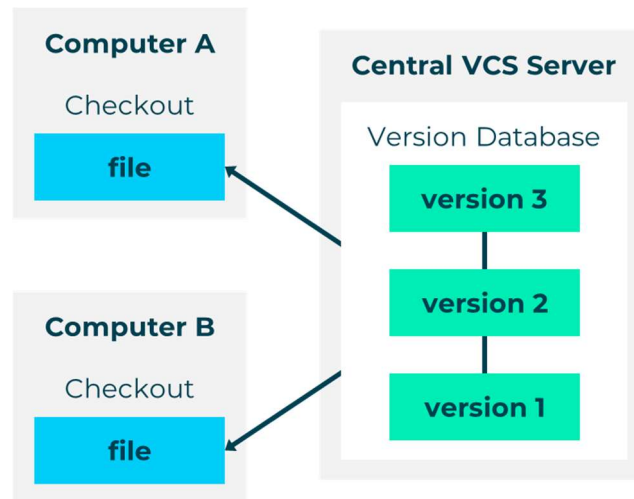 Computer A
Checkout
file
Computer B
Checkout
file
Central VCS Server
Version Database
version 3
version 2
version 1